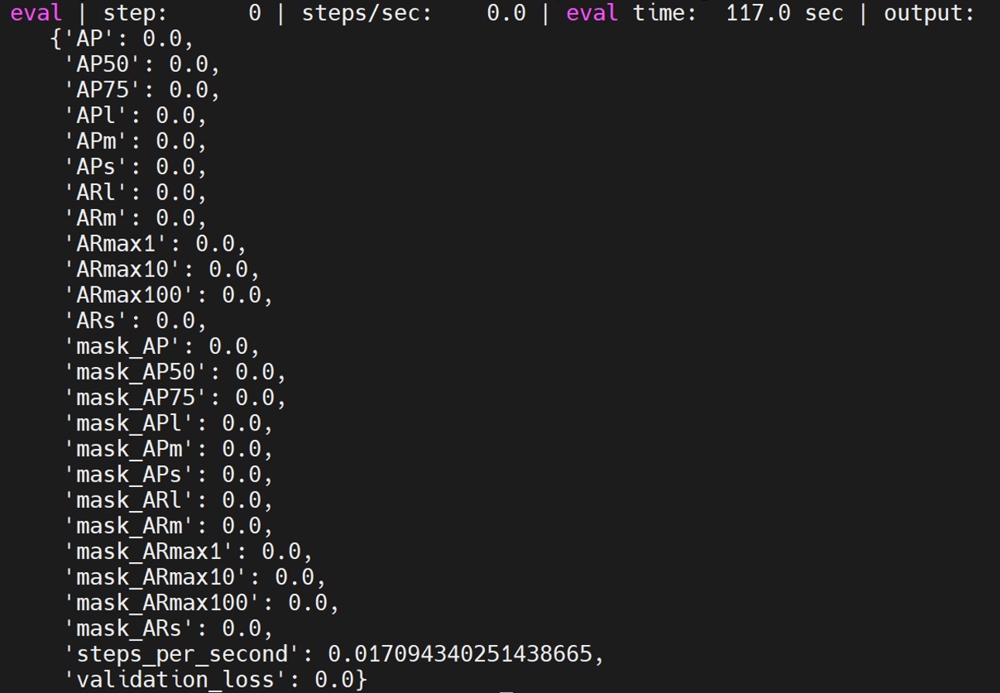 eval | step:      0 | steps/sec:    0.0 | eval time:  117.0 sec | output:
{'AP': 0.0,
'AP50': 0.0,
'AP75': 0.0,
'APl': 0.0,
'APm': 0.0,
'APs': 0.0,
'ARl': 0.0,
'ARm': 0.0,
'ARmax1': 0.0,
'ARmax10': 0.0,
'ARmax100': 0.0,
'ARs': 0.0,
'mask_AP': 0.0,
'mask_AP50': 0.0,
'mask_AP75': 0.0,
'mask_APl': 0.0,
'mask_APm': 0.0,
'mask_APs': 0.0,
'mask_ARl': 0.0,
'mask_ARm': 0.0,
'mask_ARmax1': 0.0,
'mask_ARmax10': 0.0,
'mask_ARmax100': 0.0,
'mask_ARs': 0.0,
'steps_per_second': 0.017094340251438665,
'validation_loss': 0.0}